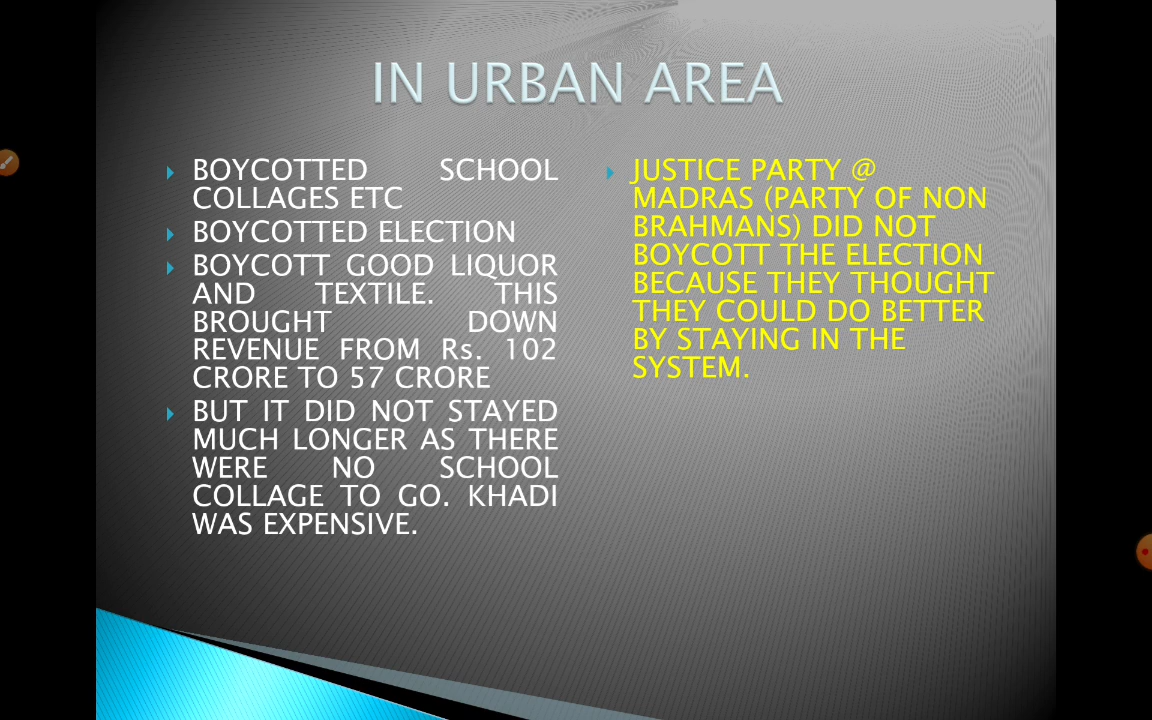 IN URBAN AREA
BOYCOTTED SCHOOL
COLLAGES ETC
BOYCOTTED ELECTION
BOYCOTT GOOD LIQUOR
AND TEXTILE. THIS
BROUGHT DOWN
REVENUE FROM Rs. 102
CRORE TO 57 CRORE
BUT IT DID NOT STAYED
MUCH LONGER AS THERE
WERE NO SCHOOL
COLLAGE TO GO. KHADI
WAS EXPENSIVE.
JUSTICE PARTY @
MADRAS (PARTY OF NON
BRAHMANS) DID NOT
BOYCOTT THE ELECTION
BECAUSE THEY THOUGHT
THEY COULD DO BETTER
BY STAYING IN THE
SYSTEM.